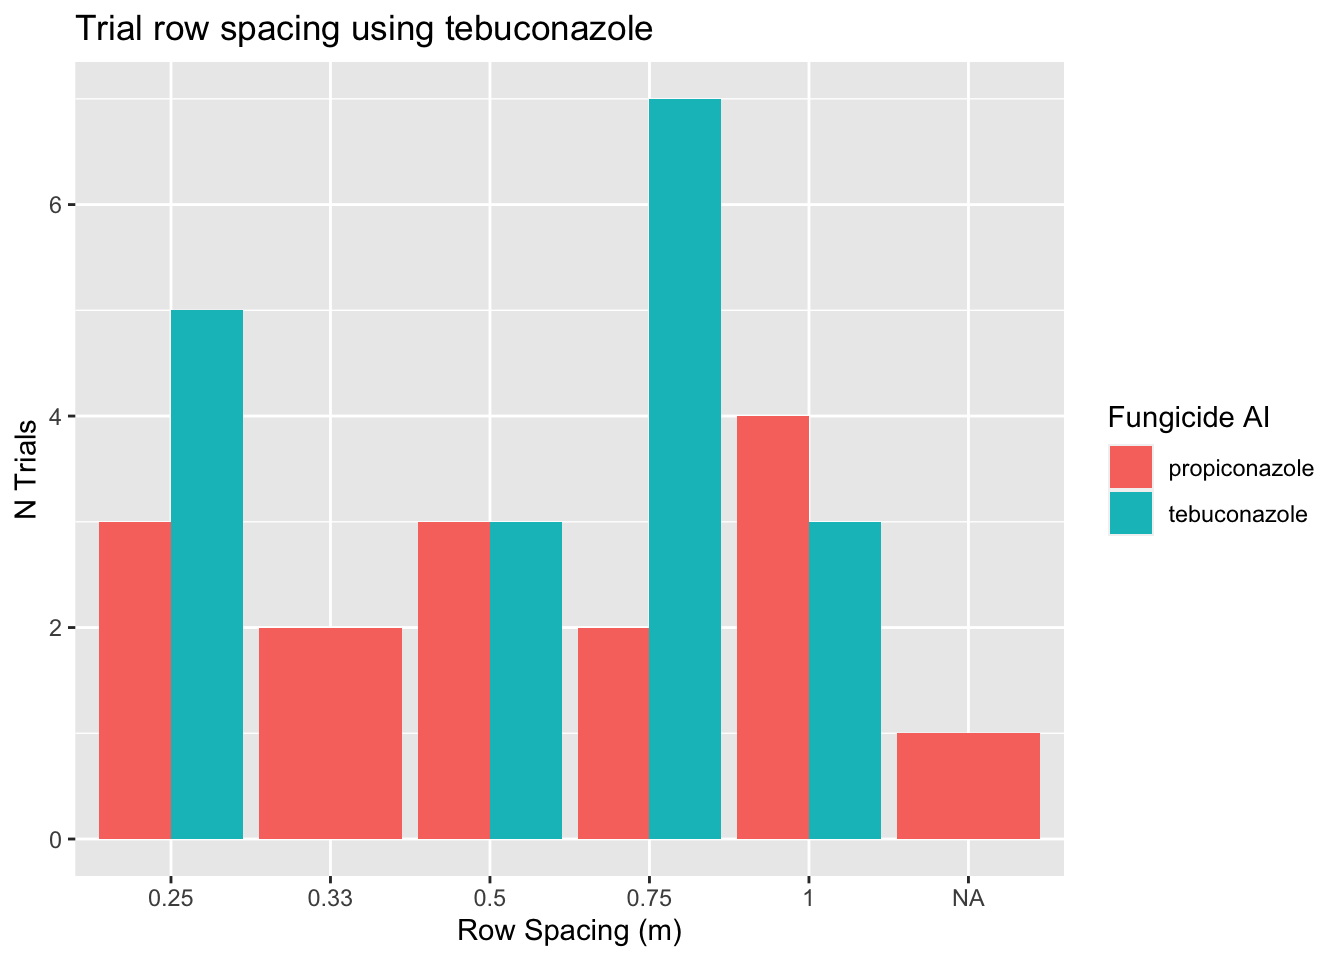 Trial row spacing using tebuconazole
6
4
2
0
N Trials
0.25 0.33 0.5 0.75 1 NA
Row Spacing (m)
Fungicide AI
propiconazole
tebuconazole